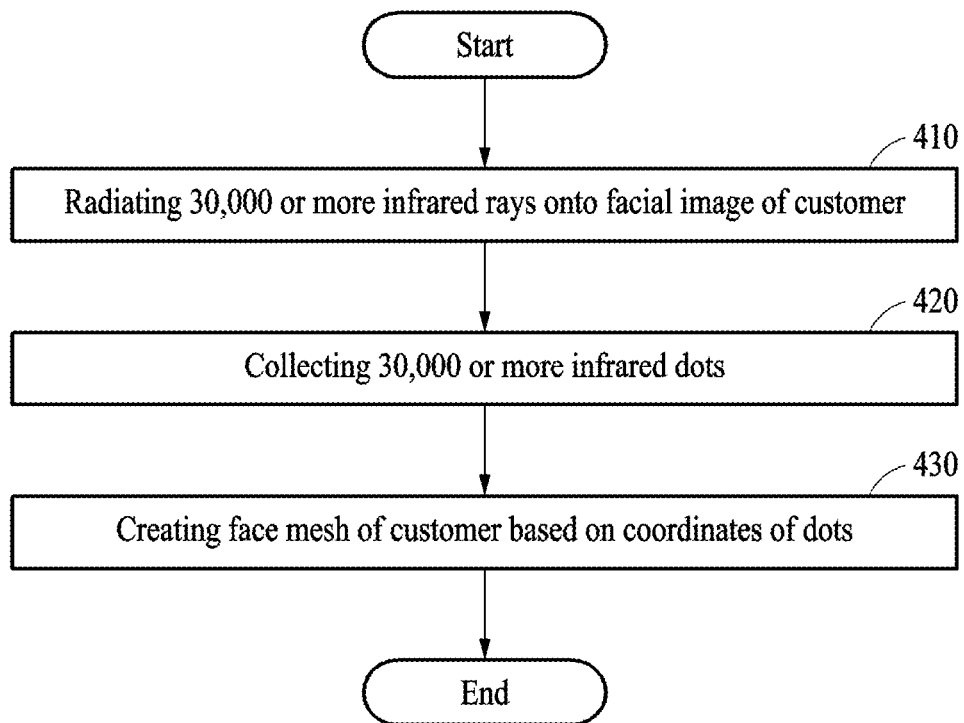 Start
410
Radiating 30,000 or more infrared rays onto facial image of customer
420
Collecting 30,000 or more infrared dots
430
Creating face mesh of customer based on coordinates of dots
End